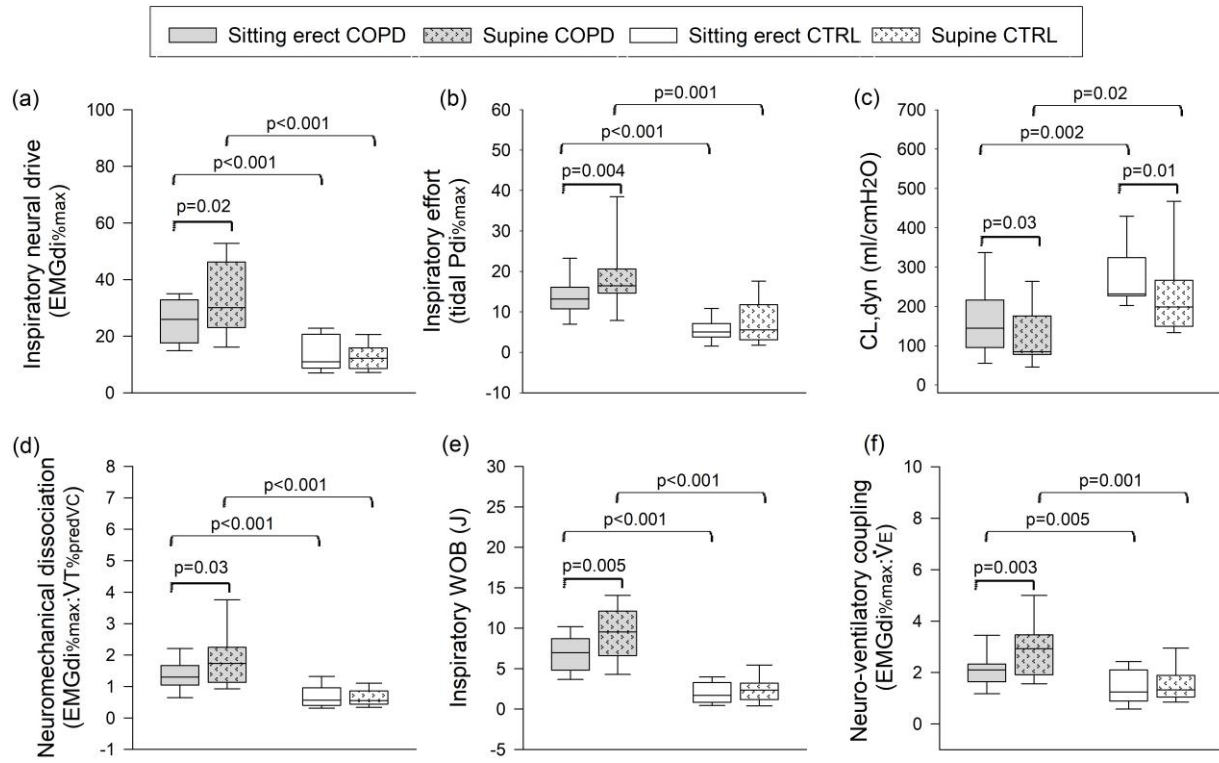 Sitting erect COPD Supine COPD Sitting erect CTRL Supine CTRL
(a)
Inspiratory neural drive
(EMGdi%max)
100
80
60
40
20
0
p<0.001
p<0.001
p=0.02
(b)
Inspiratory effort
(tidal Pdi%max)
60
50
40
30
20
10
0
-10
p=0.001
p<0.001
p=0.004
(c)
CL,dyn (ml/cmH2O)
700
600
500
400
300
200
100
0
p=0.02
p=0.002
p=0.01
p=0.03
(d)
Neuromechanical dissociation
(EMGdi%max:VT%predVC)
8
7
6
5
4
3
2
1
0
-1
p<0.001
p<0.001
p=0.03
(e)
Inspiratory WOB (J)
30
25
20
15
10
5
0
-5
p<0.001
p<0.001
p=0.005
(f)
Neuro-ventilatory coupling
(EMGdi%max:V̇E)
10
8
6
4
2
0
p=0.001
p=0.005
p=0.003